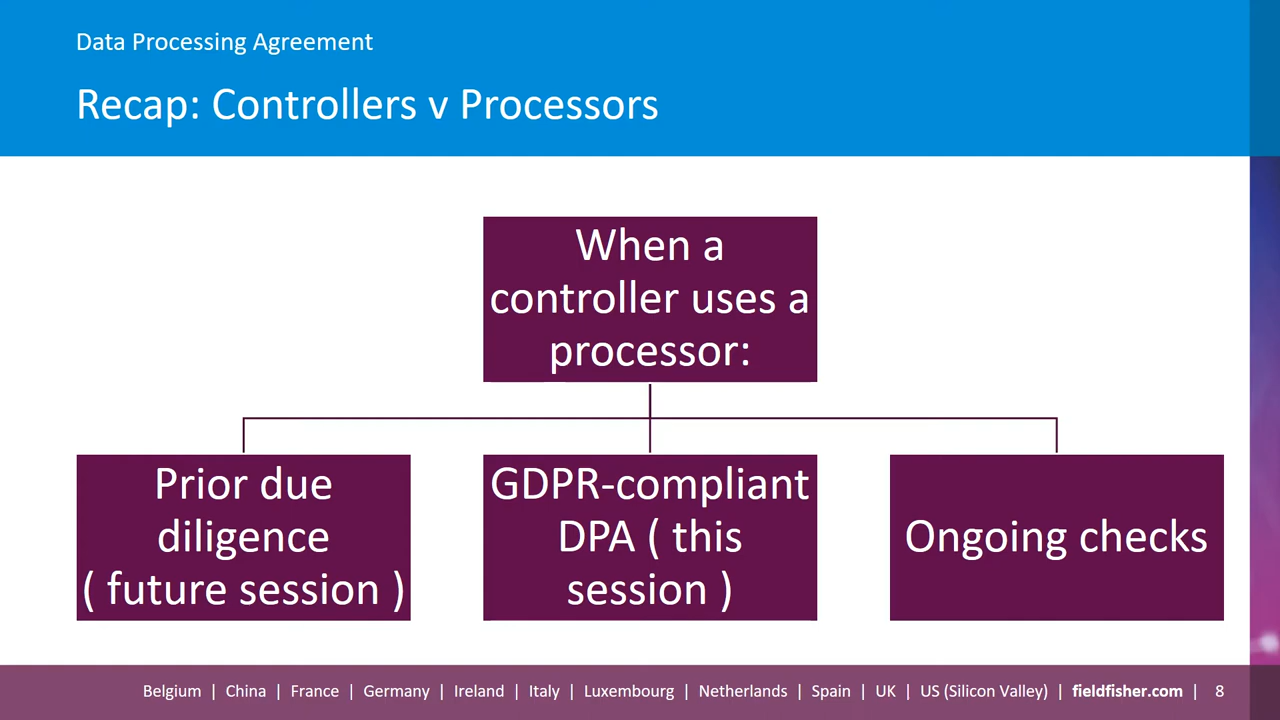 Data Processing Agreement
Recap: Controllers v Processors
When a
controller uses a
processor:
Prior due
diligence
( future session )
GDPR-compliant
DPA ( this
session )
Ongoing checks
Belgium | China | France | Germany | Ireland | Italy | Luxembourg | Netherlands | Spain | UK | US (Silicon Valley) | fieldfisher.com | 8